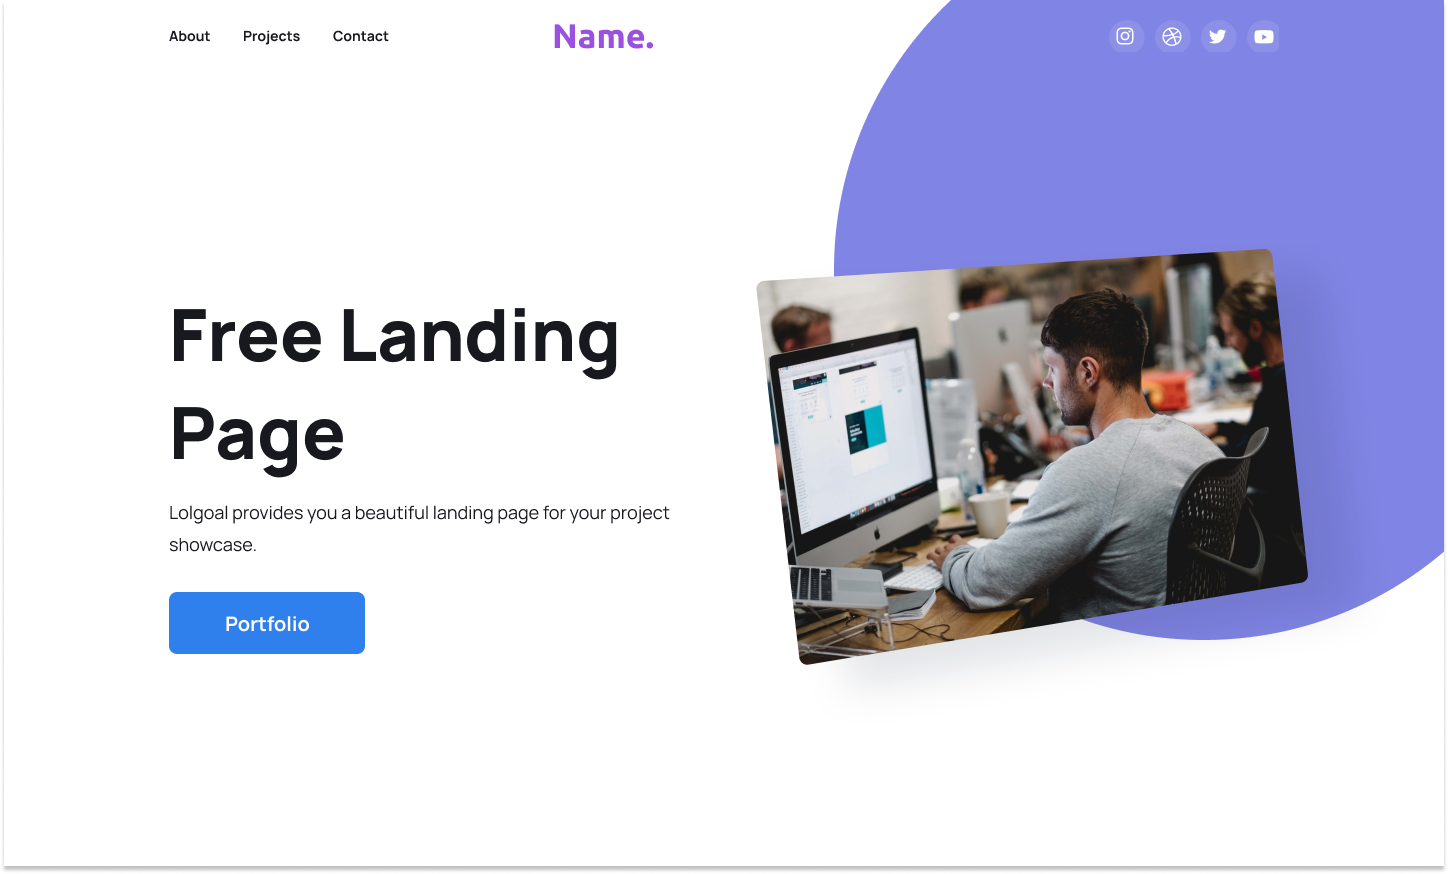 About Projects Contact Name.
Free Landing
Page
Lolgoal provides you a beautiful landing page for your project
showcase.
Portfolio